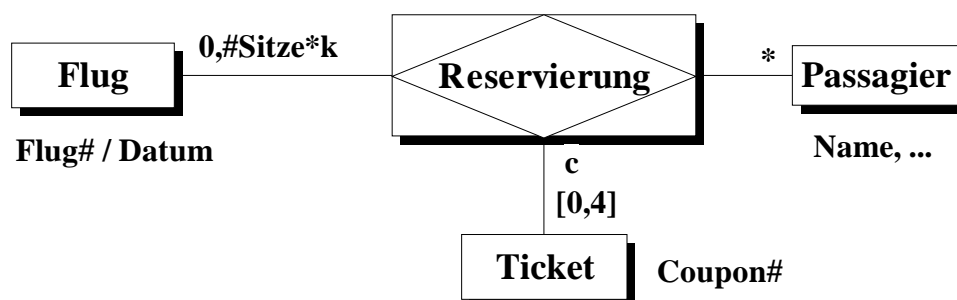 0,#Sitze*k
Flug
Reservierung
*
Passagier
Flug# / Datum
Name, ...
c
[0,4]
Ticket
Coupon#